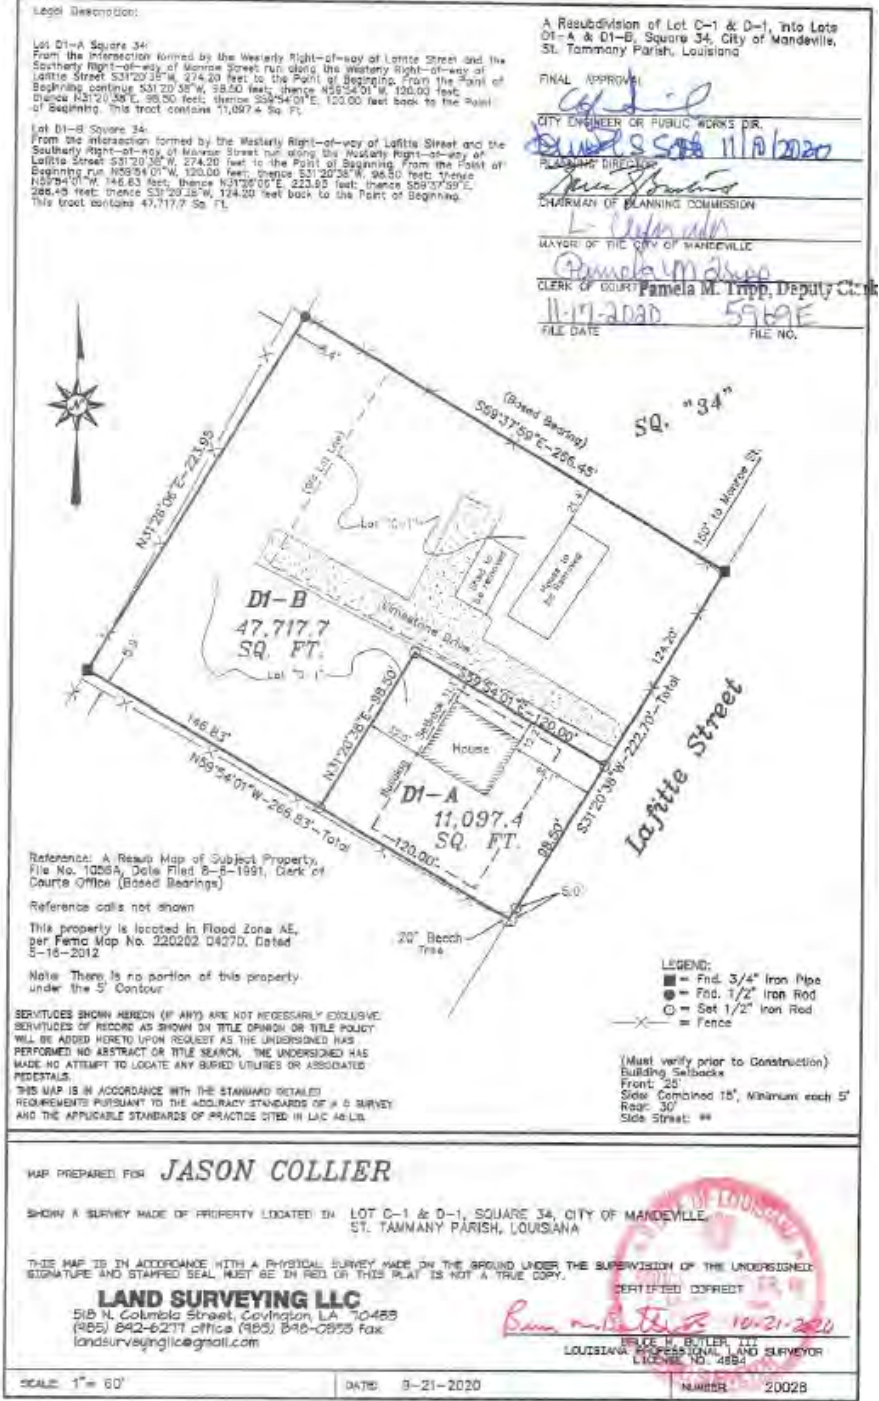 Legal Description:
Lot D1-A Square 34:
From the intersection formed by the Westerly Right-of-way of Lafitte Street and the
Southerly Right-of-way of Monroe Street run along the Westerly Right-of-way of
Lafitte Street S31°20'38"W, 274.20 feet to the Point of Beginning. From the Point of
Beginning continue S31°20'38"W, 98.50 feet; thence N59°54'01"W, 120.00 feet;
thence N31°20'38"E, 98.50 feet; thence S59°54'01"E, 120.00 feet back to the Point
of Beginning. This tract contains 11,097.4 Sq. Ft.
Lot D1-B Square 34:
From the intersection formed by the Westerly Right-of-way of Lafitte Street and the
Southerly Right-of-way of Monroe Street run along the Westerly Right-of-way of
Lafitte Street S31°20'38"W, 274.20 feet to the Point of Beginning. From the Point of
Beginning run N59°54'01"W, 120.00 feet; thence S31°20'38"W, 98.50 feet; thence
N59°54'01"W, 146.83 feet; thence N31°28'06"E, 223.95 feet; thence S59°37'59"E,
266.45 feet; thence S31°20'38"W, 124.20 feet back to the Point of Beginning.
This tract contains 47,717.7 Sq. Ft.
A Resubdivision of Lot C-1 & D-1, into Lots
D1-A & D1-B, Square 34, City of Mandeville,
St. Tammany Parish, Louisiana
FINAL APPROVAL
CITY ENGINEER OR PUBLIC WORKS DIR.
11/10/2020
PLANNING DIRECTOR
CHAIRMAN OF PLANNING COMMISSION
MAYOR OF THE CITY OF MANDEVILLE
Pamela M Tripp
CLERK OF COURT Pamela M. Tripp, Deputy Clerk
11-17-2020 5969E
FILE DATE FILE NO.
N
6.4'
(Based Bearing)
S59°37'59"E-266.45'
SQ. "34"
150' to Monroe St.
N31°28'06"E-223.95
(Old Lot Line)
Lot "C-1"
21.4'
Shed to be removed
House to be Removed
D1-B
47.717.7
SQ. FT.
Limestone Drive
Lot "D-1"
5.9'
124.20'
S59°54'01"E-120.00'
146.83'
N59°54'01"W-266.83'-Total
N31°20'38"E-98.50'
Building Setback
House
D1-A
11,097.4
SQ. FT.
120.00'
98.50'
S31°20'38"W-222.70'-Total
Lafitte Street
5.0'
20" Beech
Tree
Reference: A Resub Map of Subject Property,
File No. 1056A, Date Filed 8-6-1991, Clerk of
Courts Office (Based Bearings)
Reference calls not shown
This property is located in Flood Zone AE,
per Fema Map No. 220202 0427D, Dated
5-16-2012
Note: There is no portion of this property
under the 5' Contour
LEGEND:
■ = Fnd. 3/4" Iron Pipe
● = Fnd. 1/2" Iron Rod
○ = Set 1/2" Iron Rod
—X— = Fence
SERVITUDES SHOWN HEREON (IF ANY) ARE NOT NECESSARILY EXCLUSIVE.
SERVITUDES OF RECORD AS SHOWN ON TITLE OPINION OR TITLE POLICY
WILL BE ADDED HERETO UPON REQUEST AS THE UNDERSIGNED HAS
PERFORMED NO ABSTRACT OR TITLE SEARCH. THE UNDERSIGNED HAS
MADE NO ATTEMPT TO LOCATE ANY BURIED UTILITIES OR ASSOCIATED
PEDESTALS.
THIS MAP IS IN ACCORDANCE WITH THE STANDARD DETAILED
REQUIREMENTS PURSUANT TO THE ACCURACY STANDARDS OF A D SURVEY
AND THE APPLICABLE STANDARDS OF PRACTICE CITED IN LAC 46:LXI.
(Must verify prior to Construction)
Building Setbacks
Front: 25'
Side: Combined 15', Minimum each 5'
Rear: 30'
Side Street: **
MAP PREPARED FOR JASON COLLIER
SHOWN A SURVEY MADE OF PROPERTY LOCATED IN LOT C-1 & D-1, SQUARE 34, CITY OF MANDEVILLE,
ST. TAMMANY PARISH, LOUISIANA
THIS MAP IS IN ACCORDANCE WITH A PHYSICAL SURVEY MADE ON THE GROUND UNDER THE SUPERVISION OF THE UNDERSIGNED.
SIGNATURE AND STAMPED SEAL MUST BE IN RED OR THIS PLAT IS NOT A TRUE COPY.
CERTIFIED CORRECT
LAND SURVEYING LLC
518 N. Columbia Street, Covington, LA 70433
(985) 892-6277 office (985) 898-0355 fax
landsurveyingllc@gmail.com
10-21-2020
BRUCE M. BUTLER, III
LOUISIANA PROFESSIONAL LAND SURVEYOR
LICENSE NO. 4894
SCALE: 1"= 60' DATE: 9-21-2020 NUMBER: 20028